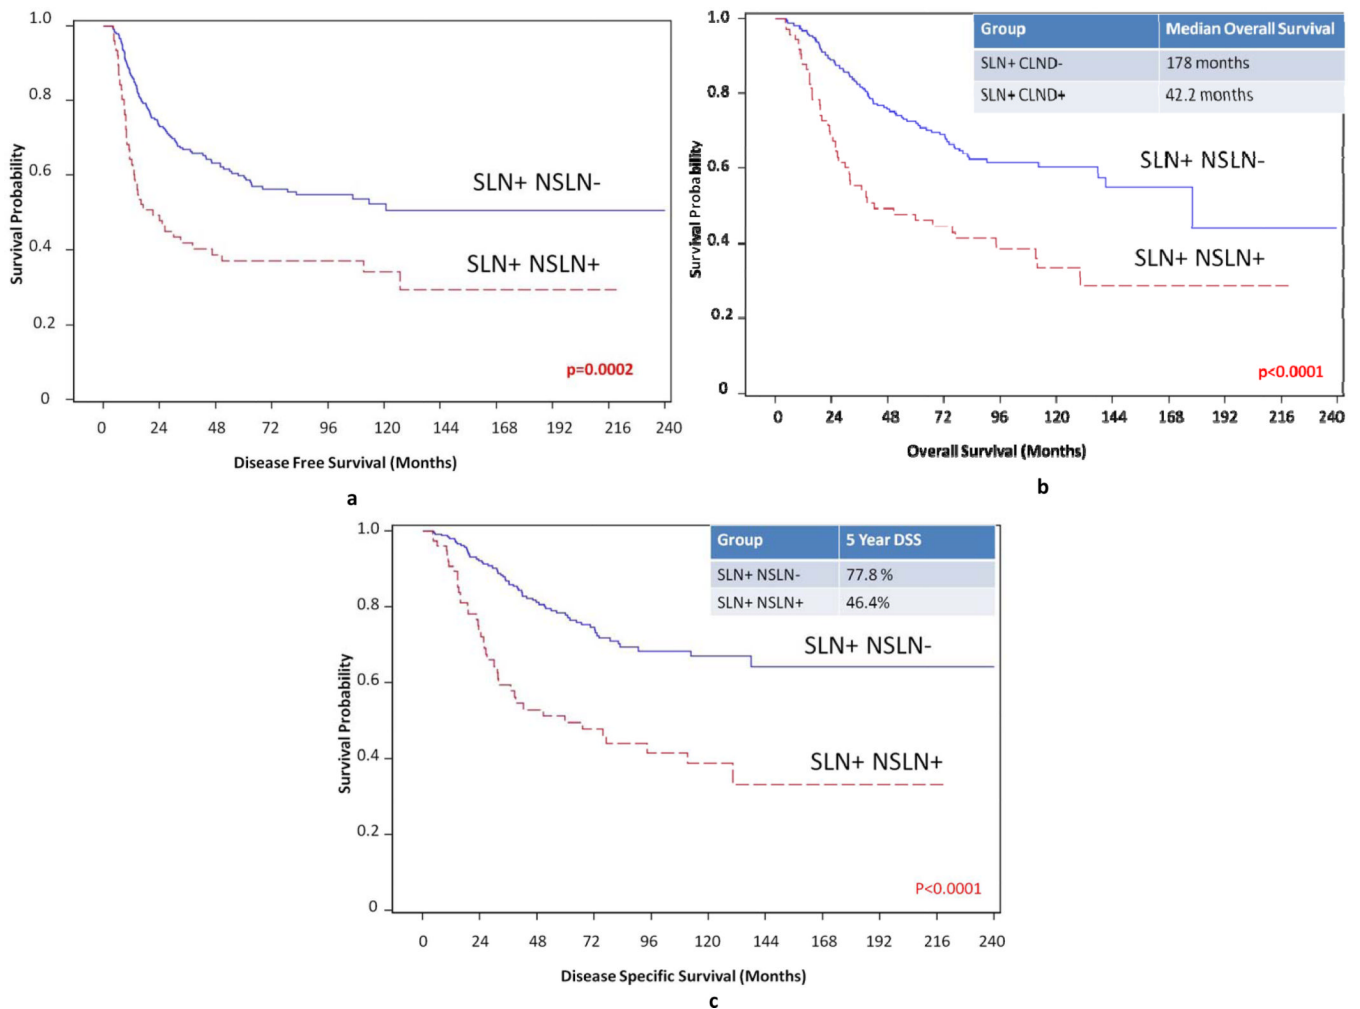 1.0
0.8
0.6
0.4
0.2
0
Survival Probability
SLN+ NSLN-
SLN+ NSLN+
p=0.0002
0 24 48 72 96 120 144 168 192 216 240
Disease Free Survival (Months)
a
1.0
0.8
0.6
0.4
0.2
0
Survival Probability
Group Median Overall Survival
SLN+ CLND- 178 months
SLN+ CLND+ 42.2 months
SLN+ NSLN-
SLN+ NSLN+
p<0.0001
0 24 48 72 96 120 144 168 192 216 240
Overall Survival (Months)
b
1.0
0.8
0.6
0.4
0.2
0
Survival Probability
Group 5 Year DSS
SLN+ NSLN- 77.8 %
SLN+ NSLN+ 46.4%
SLN+ NSLN-
SLN+ NSLN+
P<0.0001
0 24 48 72 96 120 144 168 192 216 240
Disease Specific Survival (Months)
c